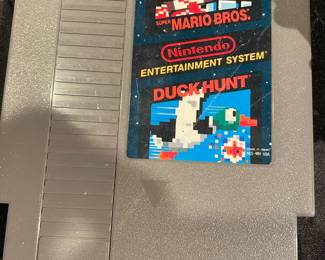 SUPER MARIO BROS.
Nintendo
ENTERTAINMENT SYSTEM
DUCK HUNT